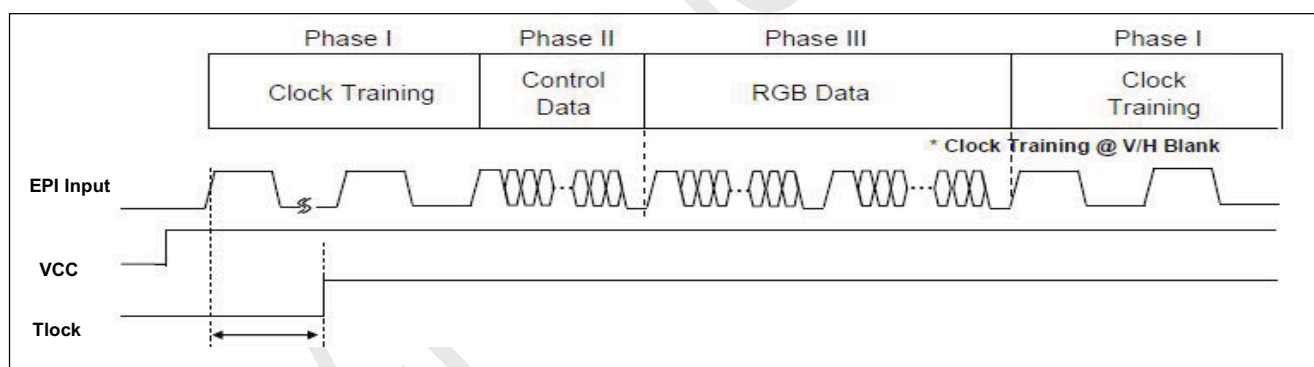 Phase I Phase II Phase III Phase I
Clock Training Control Data RGB Data Clock Training
* Clock Training @ V/H Blank
EPI Input
VCC
Tlock